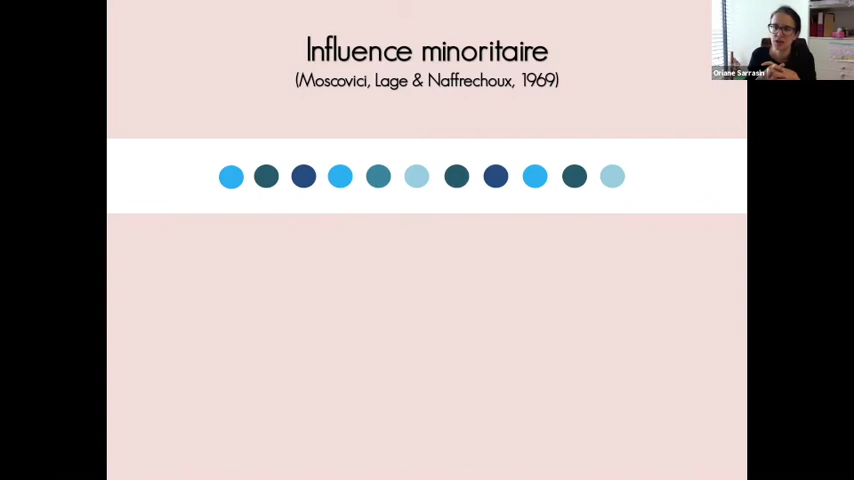 Influence minoritaire
(Moscovici, Lage & Naffrechoux, 1969)
Oriane Sarrasin